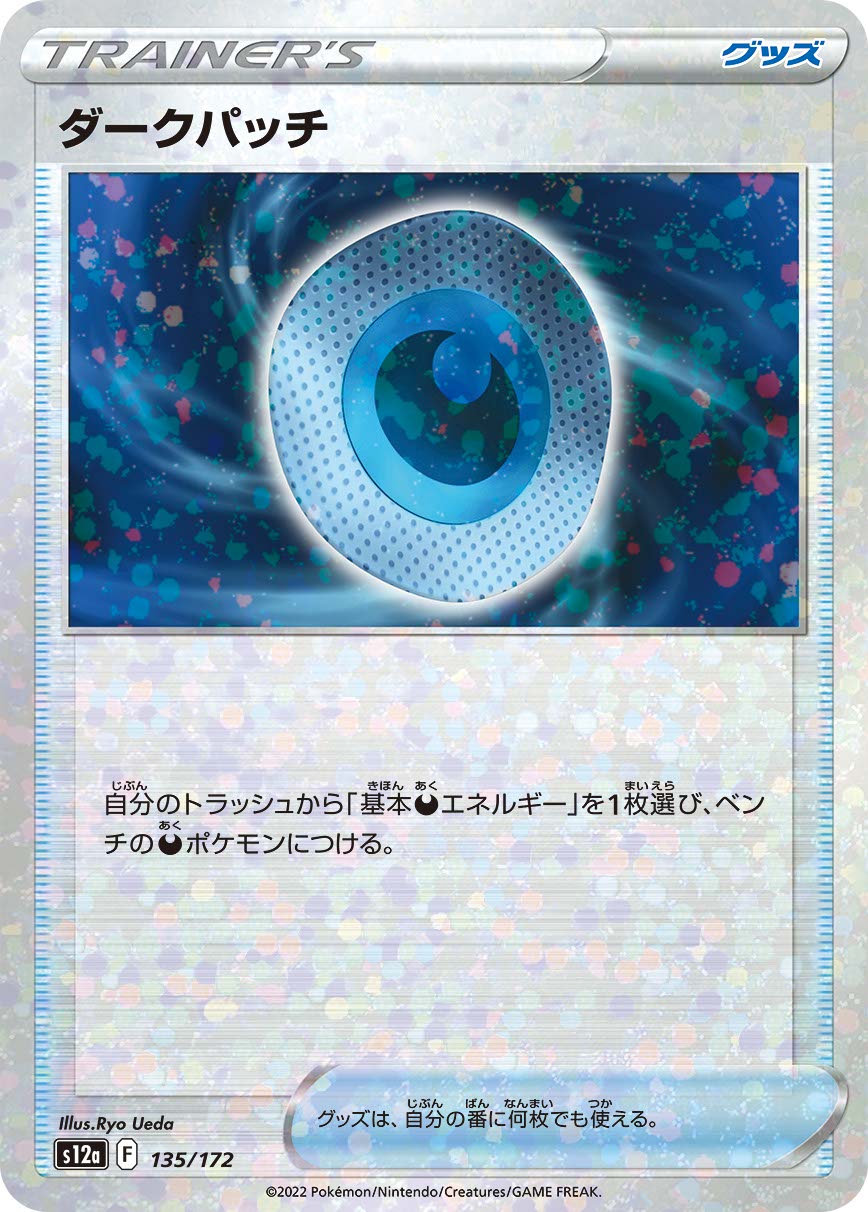 TRAINER'S グッズ
ダークパッチ
じぶん きほん あく まいえら
自分のトラッシュから「基本エネルギー」を1枚選び、ベン
あく
チのポケモンにつける。
じぶん ばん なんまい つか
グッズは、自分の番に何枚でも使える。
Illus.Ryo Ueda
s12a F 135/172
©2022 Pokémon/Nintendo/Creatures/GAME FREAK.